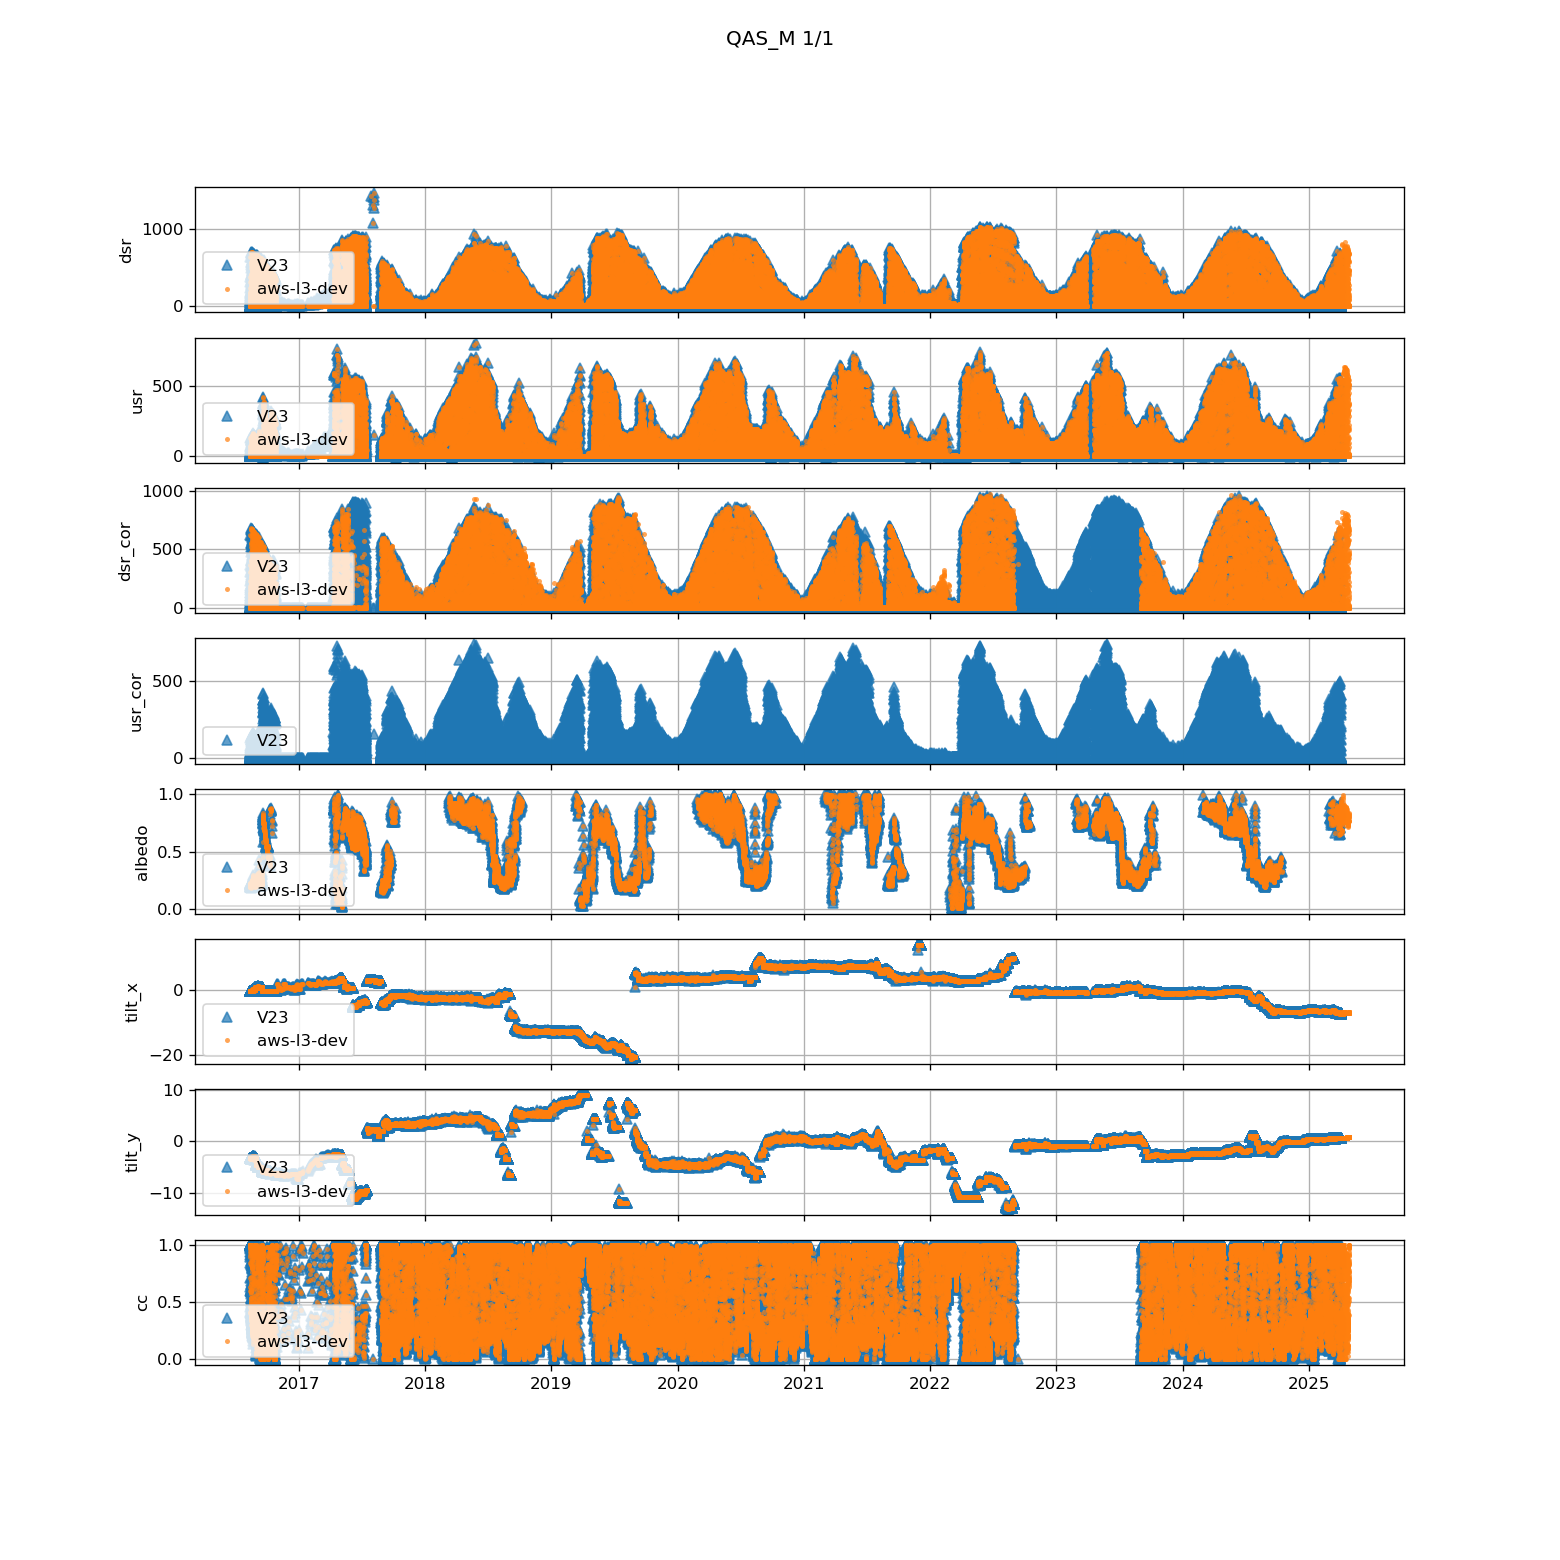 QAS_M 1/1
dsr
1000
0
V23
aws-l3-dev
usr
500
0
V23
aws-l3-dev
dsr_cor
1000
500
0
V23
aws-l3-dev
usr_cor
500
0
V23
albedo
1.0
0.5
0.0
V23
aws-l3-dev
tilt_x
0
−20
V23
aws-l3-dev
tilt_y
10
0
−10
V23
aws-l3-dev
cc
1.0
0.5
0.0
V23
aws-l3-dev
2017 2018 2019 2020 2021 2022 2023 2024 2025